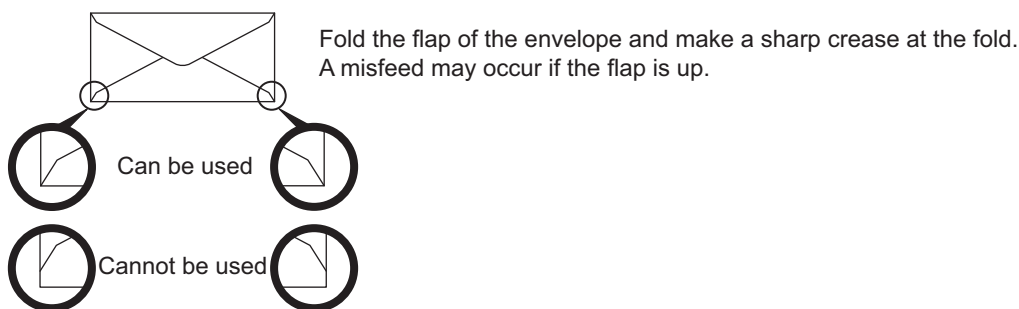 Fold the flap of the envelope and make a sharp crease at the fold.
A misfeed may occur if the flap is up.
Can be used
Cannot be used